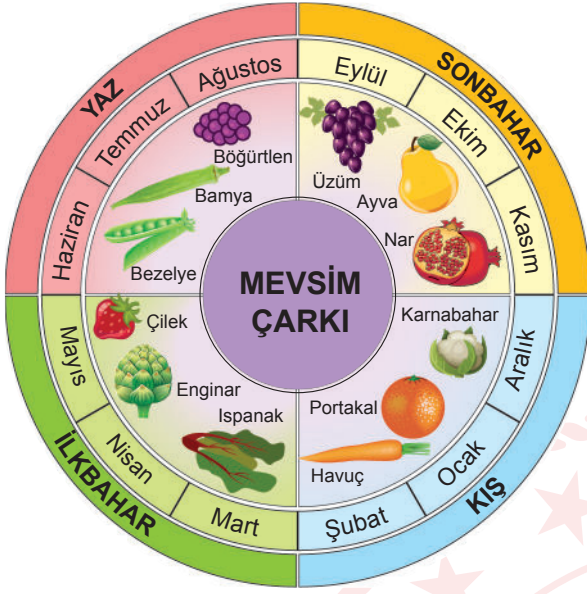 YAZ
Haziran
Temmuz
Ağustos
Böğürtlen
Bamya
Bezelye
SONBAHAR
Eylül
Ekim
Kasım
Üzüm
Ayva
Nar
MEVSİM
ÇARKI
KIŞ
Aralık
Ocak
Şubat
Karnabahar
Portakal
Havuç
İLKBAHAR
Mart
Nisan
Mayıs
Çilek
Enginar
Ispanak